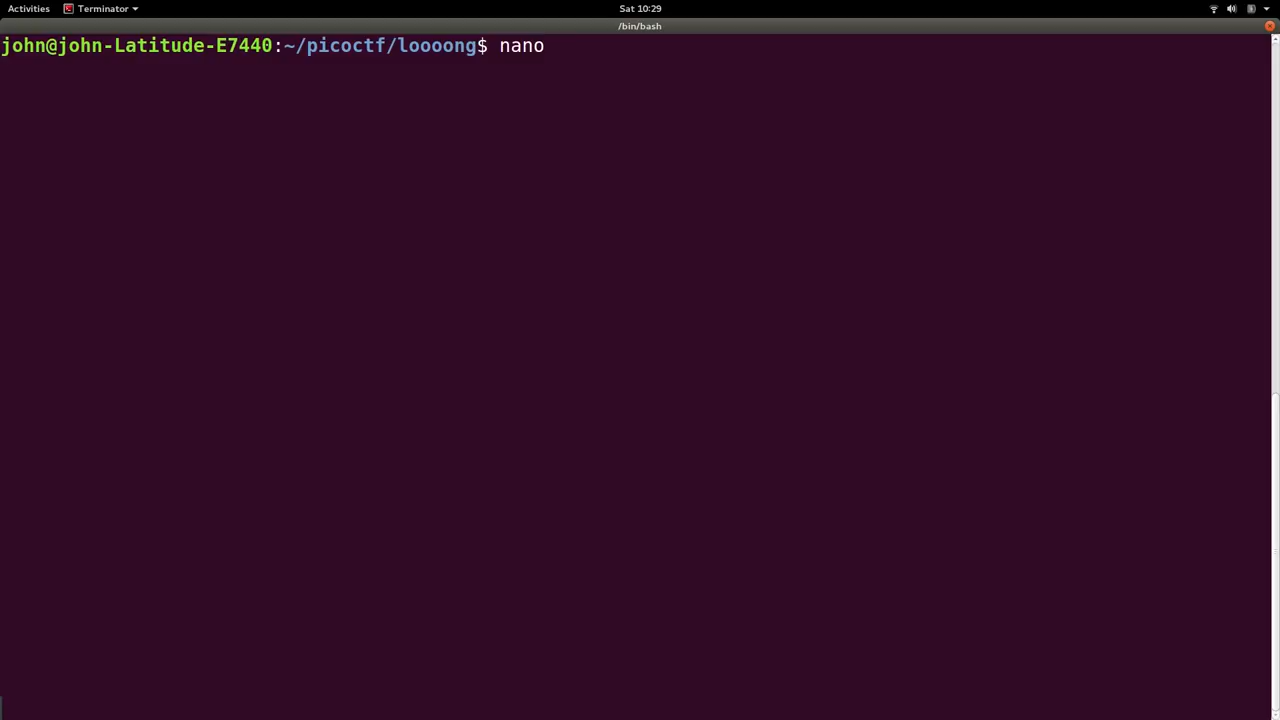 Activities Terminator Sat 10:29
/bin/bash
john@john-Latitude-E7440:~/picoctf/loooong$ nano